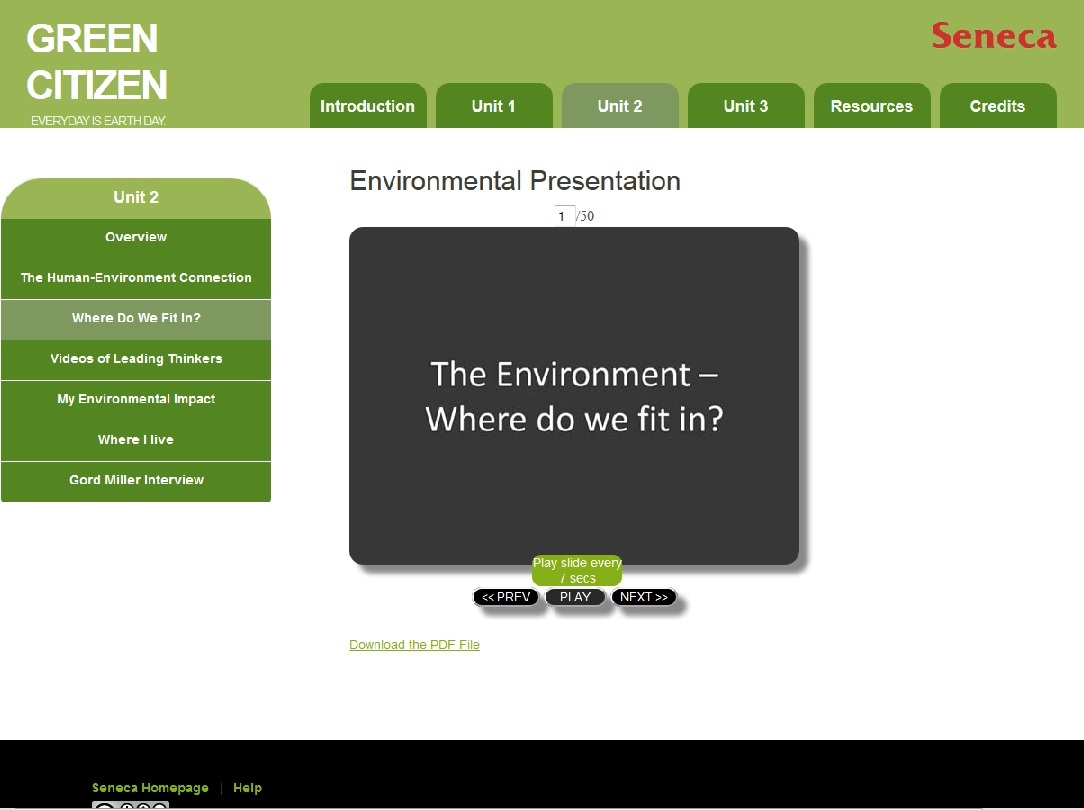 GREEN
CITIZEN
EVERYDAY IS EARTH DAY.
Seneca
Introduction
Unit 1
Unit 2
Unit 3
Resources
Credits
Unit 2
Overview
The Human-Environment Connection
Where Do We Fit In?
Videos of Leading Thinkers
My Environmental Impact
Where I live
Gord Miller Interview
Environmental Presentation
1 /50
The Environment –
Where do we fit in?
Play slide every
7 secs
<< PREV
PLAY
NEXT >>
Download the PDF File
Seneca Homepage | Help